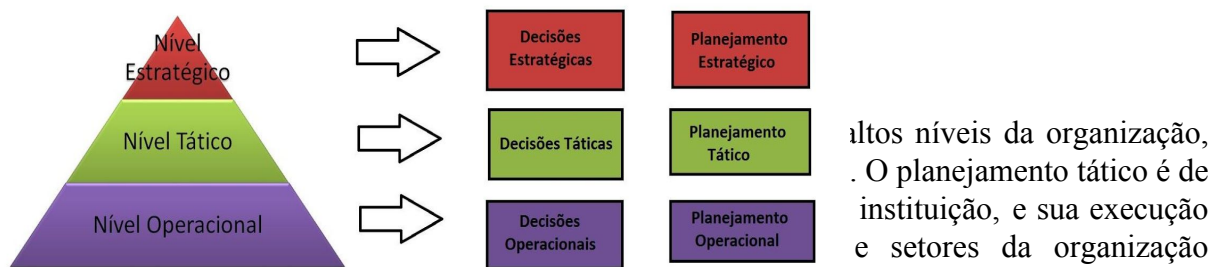 Nível
Estratégico
Decisões
Estratégicas
Planejamento
Estratégico
Nível Tático
Decisões Táticas
Planejamento
Tático
Nível Operacional
Decisões
Operacionais
Planejamento
Operacional
altos níveis da organização,
. O planejamento tático é de
instituição, e sua execução
e setores da organização